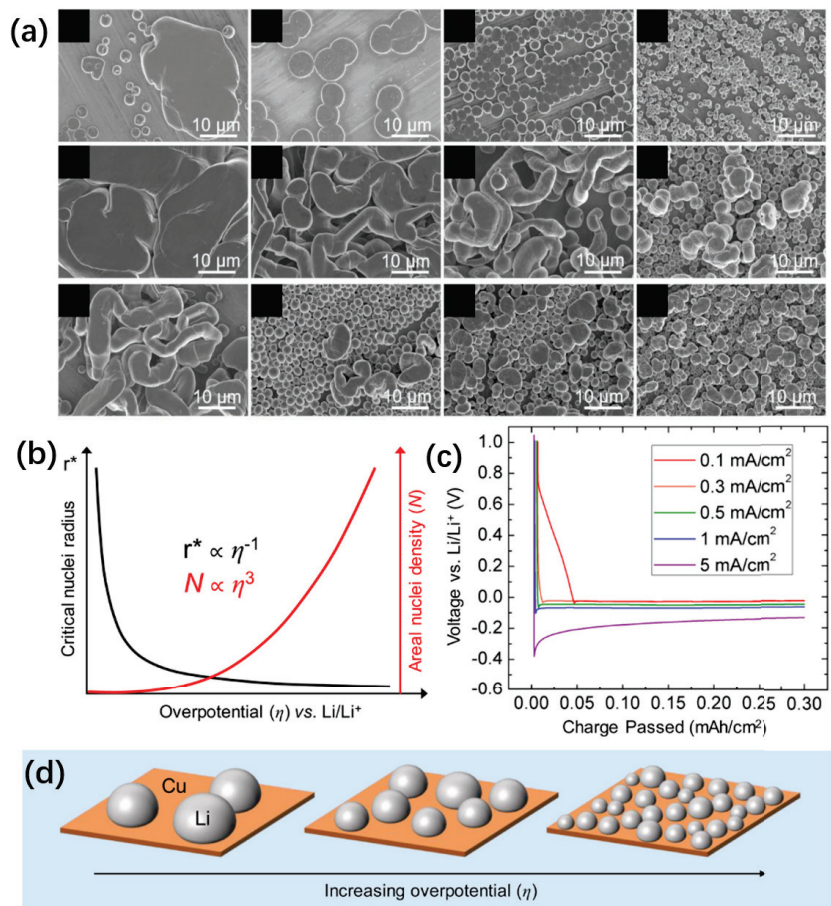 (a)
10 µm 10 µm 10 µm 10 µm
10 µm 10 µm 10 µm 10 µm
10 µm 10 µm 10 µm 10 µm
(b)
r*
Critical nuclei radius
r* ∝ η⁻¹
N ∝ η³
Areal nuclei density (N)
Overpotential (η) vs. Li/Li⁺
(c)
Voltage vs. Li/Li⁺ (V)
1.0
0.8
0.6
0.4
0.2
0.0
-0.2
-0.4
-0.6
0.1 mA/cm²
0.3 mA/cm²
0.5 mA/cm²
1 mA/cm²
5 mA/cm²
0.00 0.05 0.10 0.15 0.20 0.25 0.30
Charge Passed (mAh/cm²)
(d)
Cu
Li
Increasing overpotential (η)